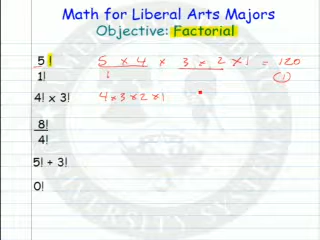 Math for Liberal Arts Majors
Objective: Factorial
5! 5 × 4 × 3 × 2 × 1 = 120
1! 1 (1)
4! x 3! 4 × 3 × 2 × 1
8!
4!
5! + 3!
0!